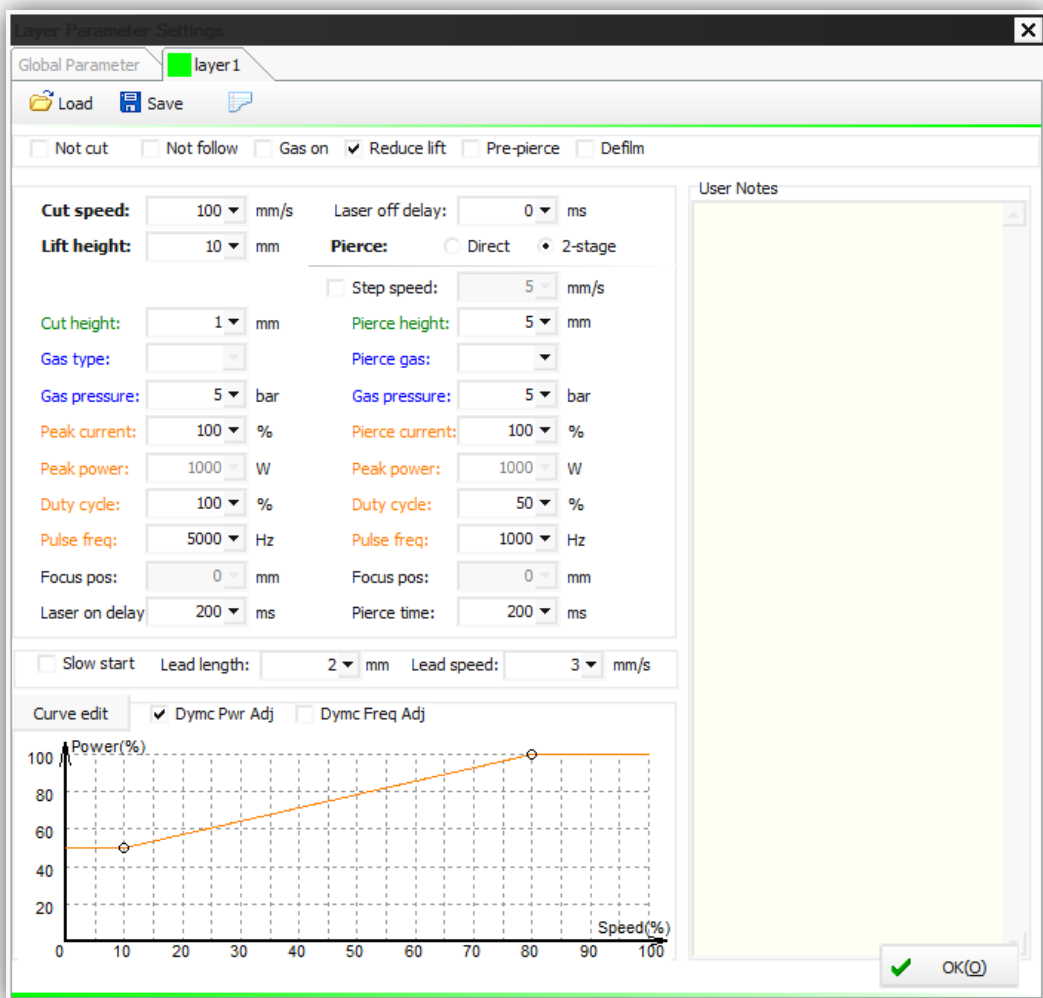 Layer Parameter Settings
Global Parameter layer1
Load Save
Not cut Not follow Gas on Reduce lift Pre-pierce Defilm
User Notes
Cut speed: 100 mm/s Laser off delay: 0 ms
Lift height: 10 mm Pierce: Direct 2-stage
Step speed: 5 mm/s
Cut height: 1 mm Pierce height: 5 mm
Gas type: Pierce gas:
Gas pressure: 5 bar Gas pressure: 5 bar
Peak current: 100 % Pierce current: 100 %
Peak power: 1000 W Peak power: 1000 W
Duty cycle: 100 % Duty cycle: 50 %
Pulse freq: 5000 Hz Pulse freq: 1000 Hz
Focus pos: 0 mm Focus pos: 0 mm
Laser on delay 200 ms Pierce time: 200 ms
Slow start Lead length: 2 mm Lead speed: 3 mm/s
Curve edit Dymc Pwr Adj Dymc Freq Adj
Power(%)
100
80
60
40
20
Speed(%)
0 10 20 30 40 50 60 70 80 90 100
OK(O)